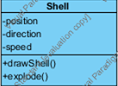 Shell
-position
-direction
-speed
+drawShell()
+explode()